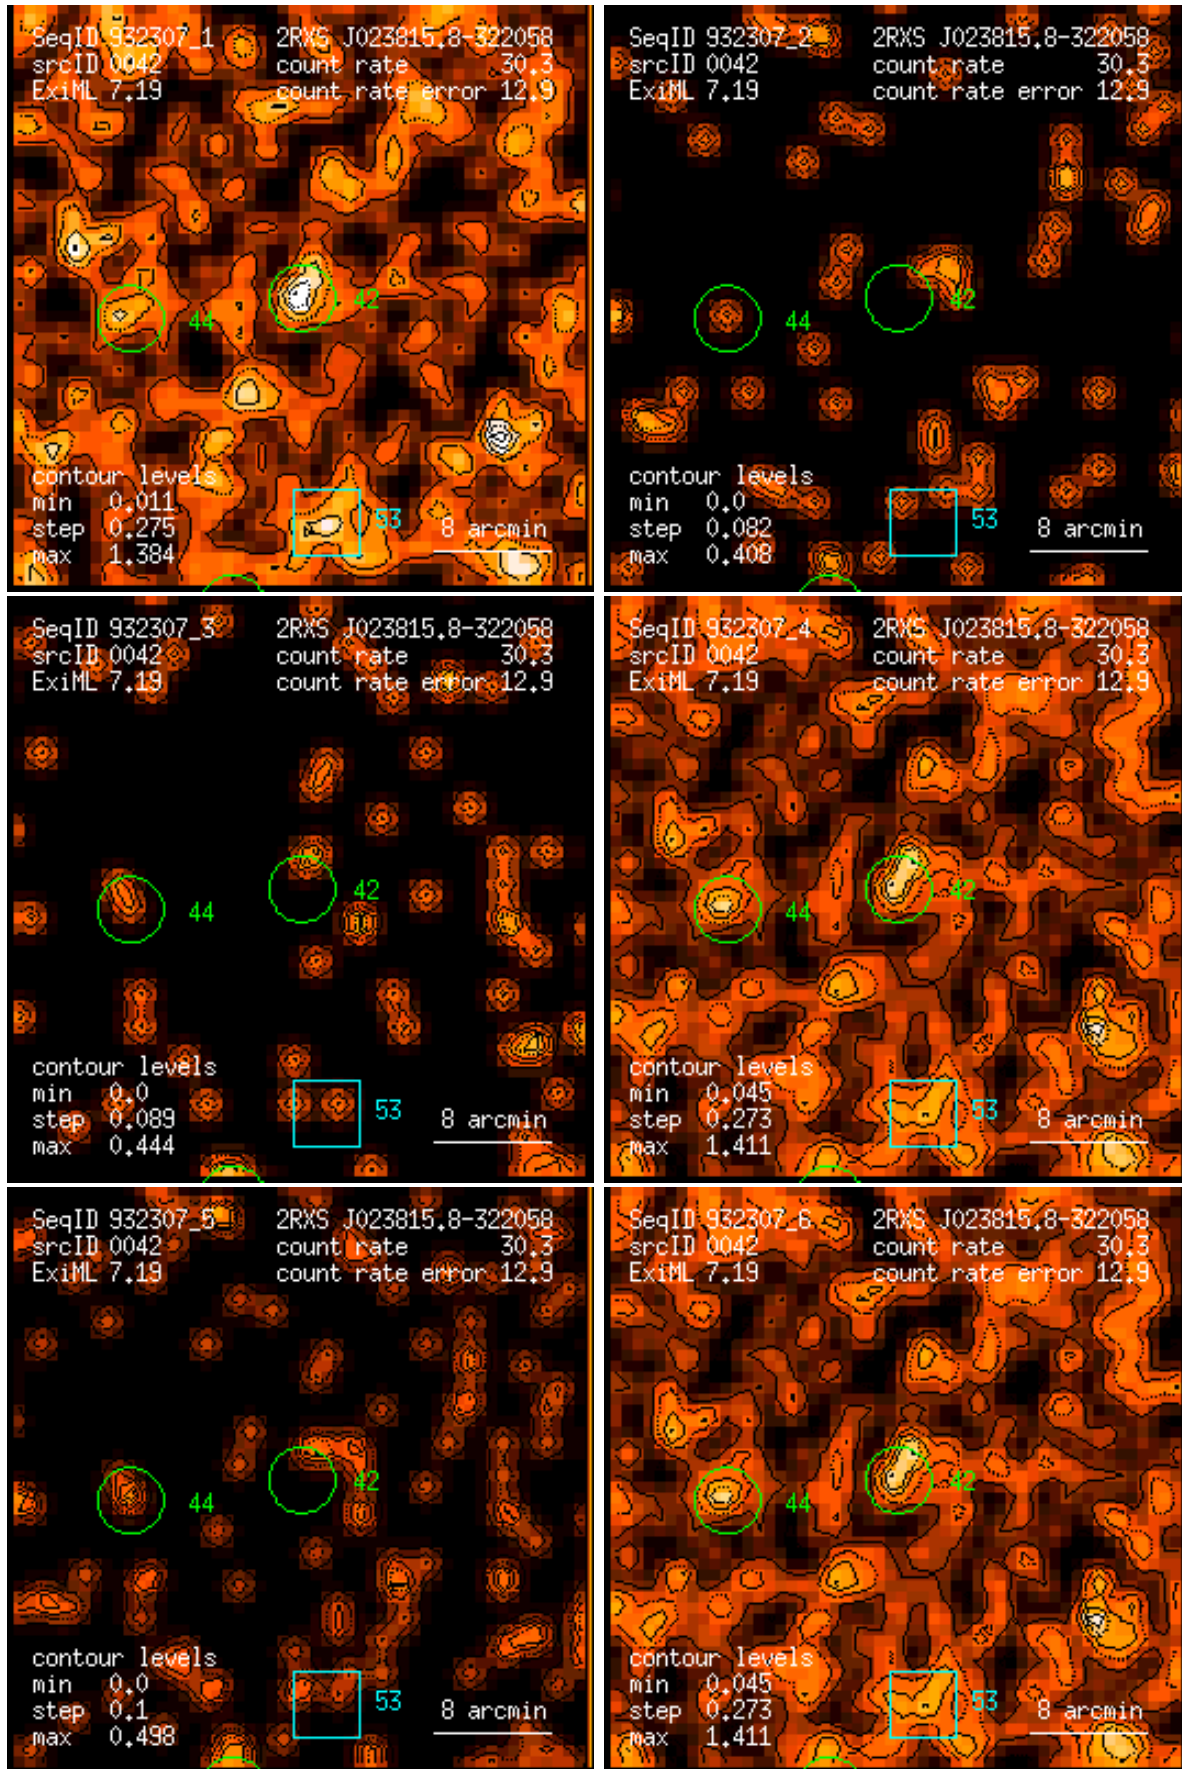 SeqID 932307_1 2RXS J023815.8-322058
srcID 0042 count rate 30.3
ExiML 7.19 count rate error 12.9
42
44
contour levels
min 0.011
step 0.275 53 8 arcmin
max 1.384
SeqID 932307_2 2RXS J023815.8-322058
srcID 0042 count rate 30.3
ExiML 7.19 count rate error 12.9
42
44
contour levels
min 0.0
step 0.082 53 8 arcmin
max 0.408
SeqID 932307_3 2RXS J023815.8-322058
srcID 0042 count rate 30.3
ExiML 7.19 count rate error 12.9
42
44
contour levels
min 0.0
step 0.089 53 8 arcmin
max 0.444
SeqID 932307_4 2RXS J023815.8-322058
srcID 0042 count rate 30.3
ExiML 7.19 count rate error 12.9
42
44
contour levels
min 0.045
step 0.273 53 8 arcmin
max 1.411
SeqID 932307_5 2RXS J023815.8-322058
srcID 0042 count rate 30.3
ExiML 7.19 count rate error 12.9
42
44
contour levels
min 0.0
step 0.1 53 8 arcmin
max 0.498
SeqID 932307_6 2RXS J023815.8-322058
srcID 0042 count rate 30.3
ExiML 7.19 count rate error 12.9
42
44
contour levels
min 0.045
step 0.273 53 8 arcmin
max 1.411